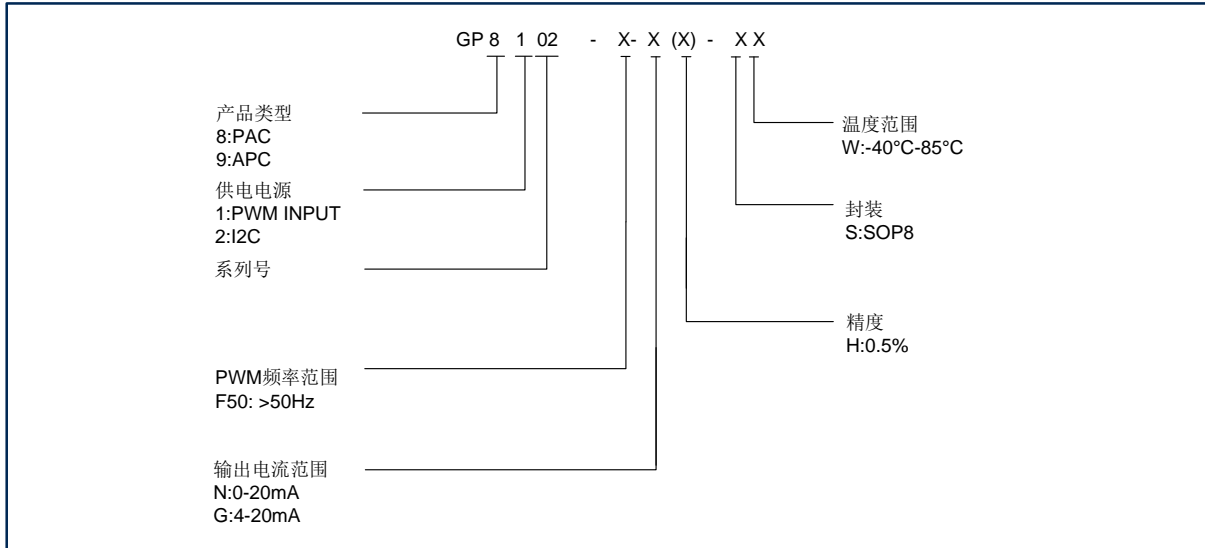 GP 8 1 02 - X- X (X) - X X
产品类型
8:PAC
9:APC
供电电源
1:PWM INPUT
2:I2C
系列号
PWM频率范围
F50: >50Hz
输出电流范围
N:0-20mA
G:4-20mA
温度范围
W:-40°C-85°C
封装
S:SOP8
精度
H:0.5%